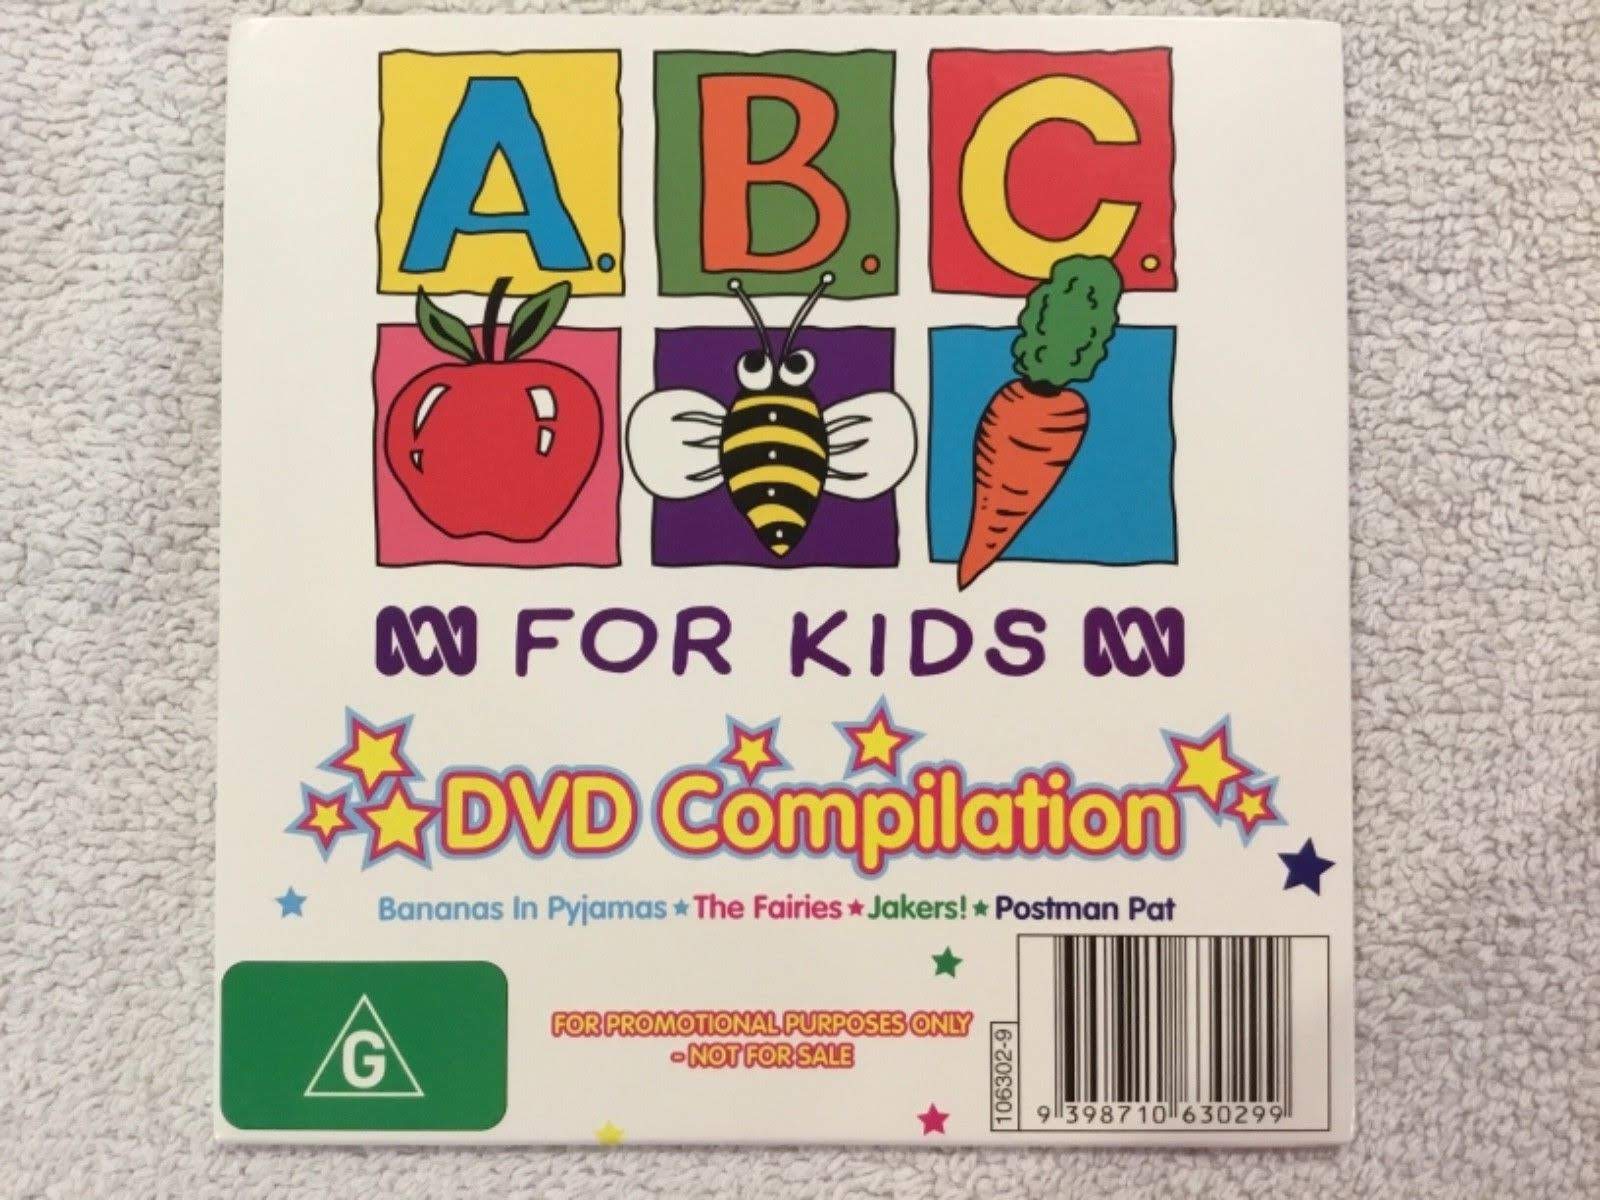 A. B. C.
FOR KIDS
DVD Compilation
Bananas In Pyjamas ★ The Fairies ★ Jakers! ★ Postman Pat
G
FOR PROMOTIONAL PURPOSES ONLY
- NOT FOR SALE
106302-9
9 398710 630299